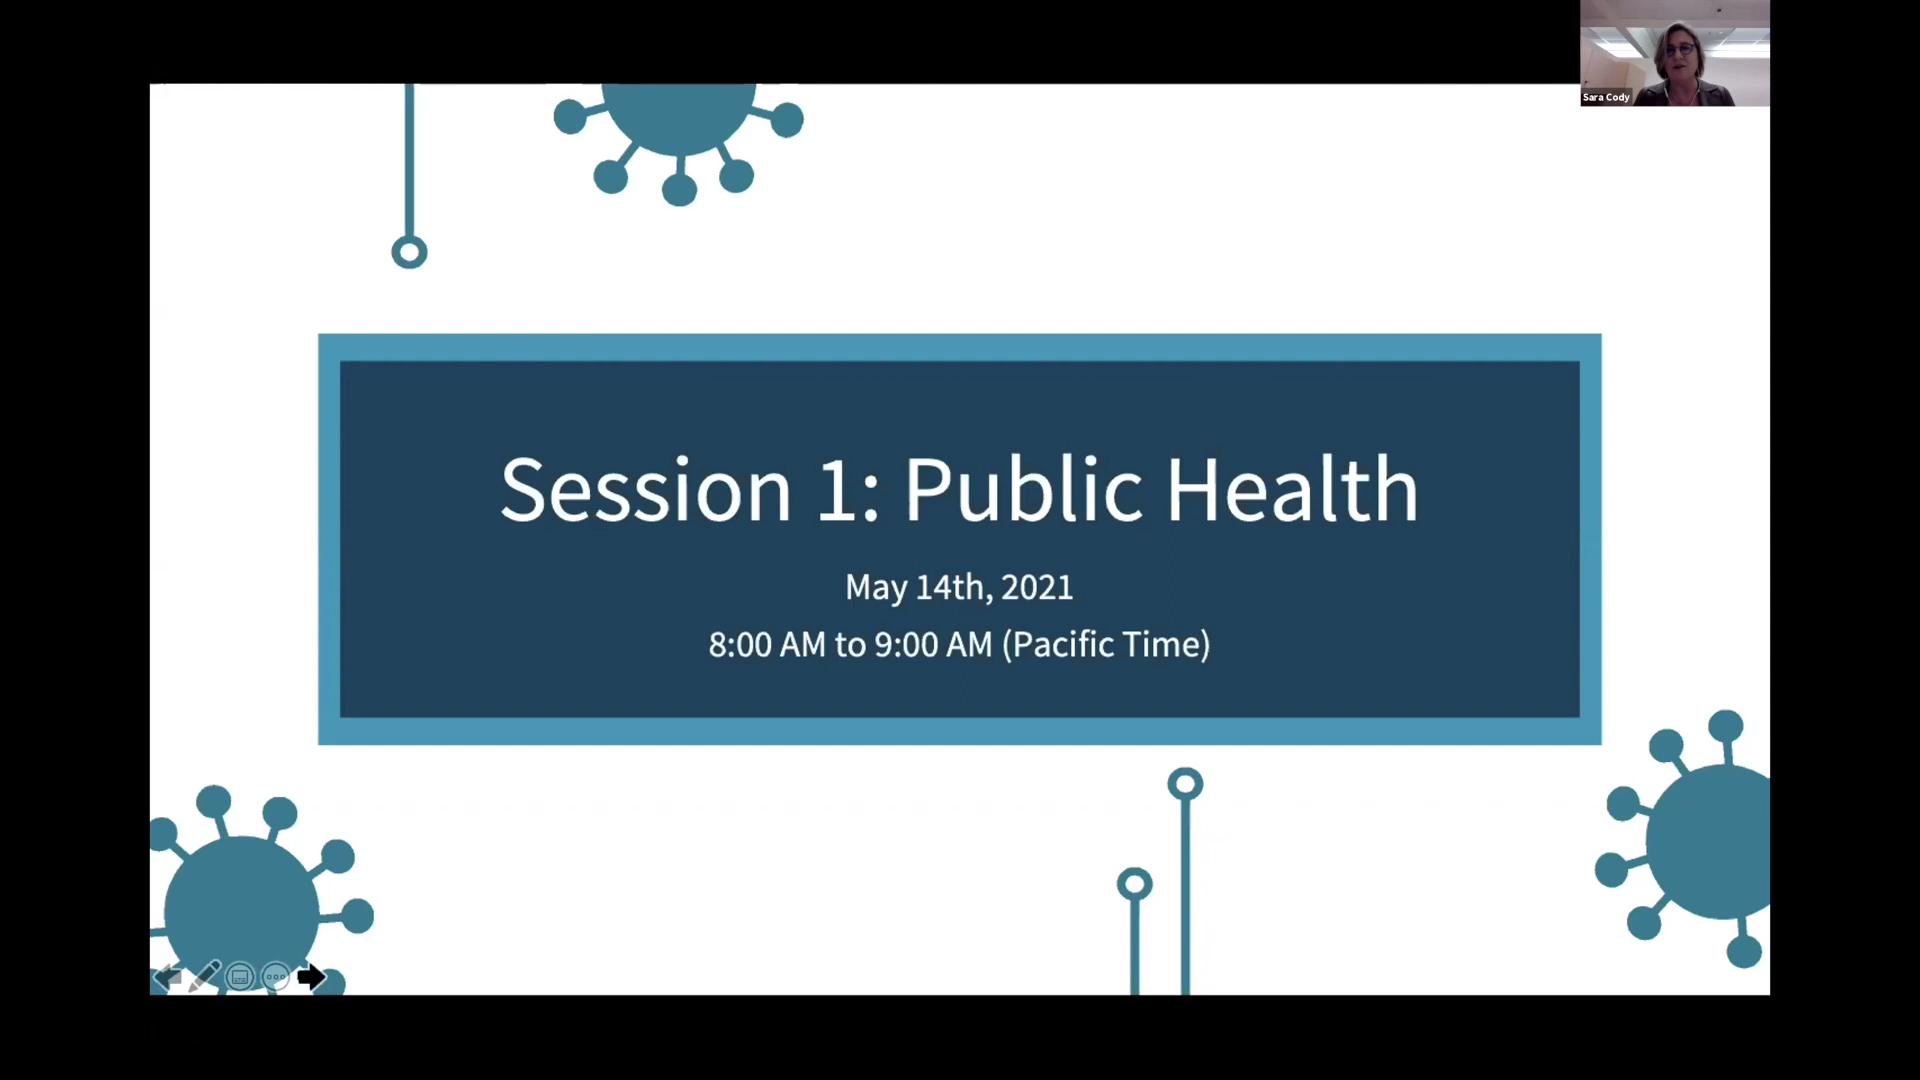 Sara Cody
Session 1: Public Health
May 14th, 2021
8:00 AM to 9:00 AM (Pacific Time)